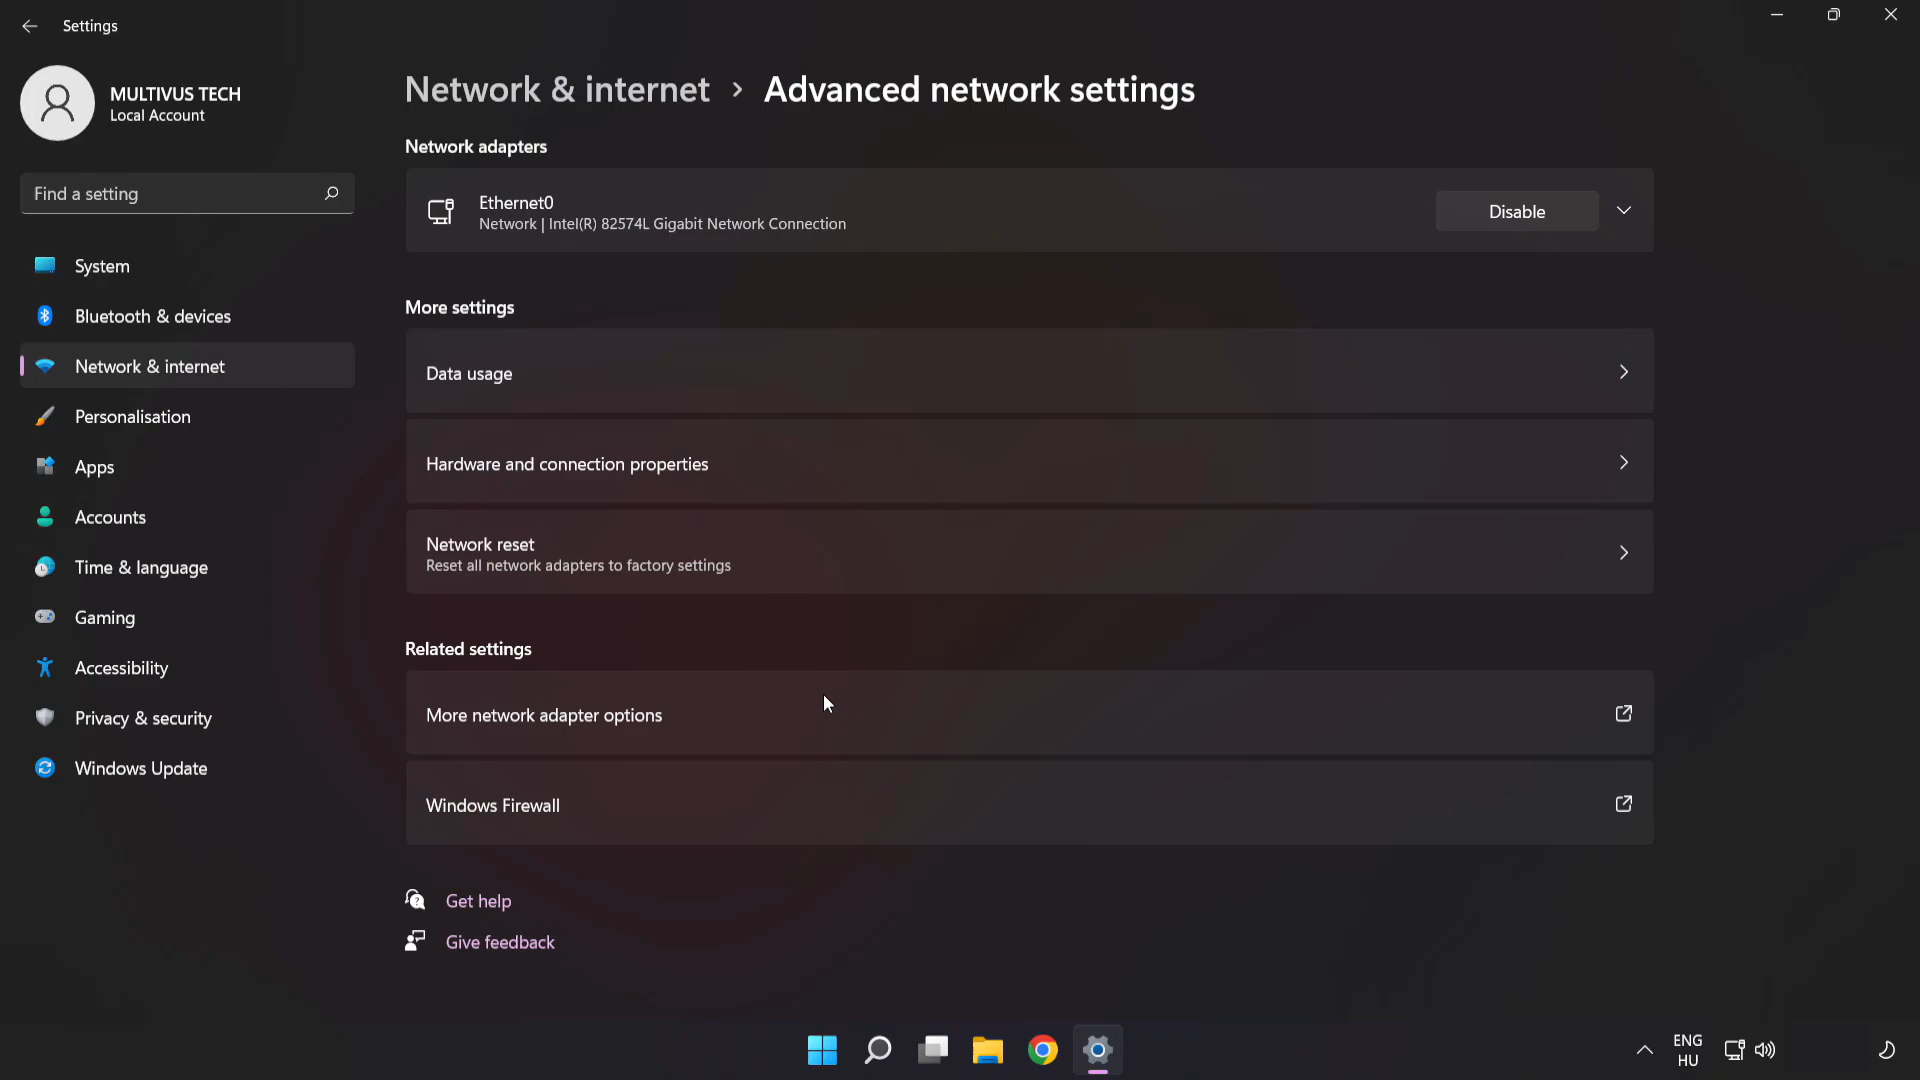 Settings
MULTIVUS TECH
Local Account
Find a setting
System
Bluetooth & devices
Network & internet
Personalisation
Apps
Accounts
Time & language
Gaming
Accessibility
Privacy & security
Windows Update
Network & internet > Advanced network settings
Network adapters
Ethernet0
Network | Intel(R) 82574L Gigabit Network Connection
Disable
More settings
Data usage
Hardware and connection properties
Network reset
Reset all network adapters to factory settings
Related settings
More network adapter options
Windows Firewall
Get help
Give feedback
ENG
HU